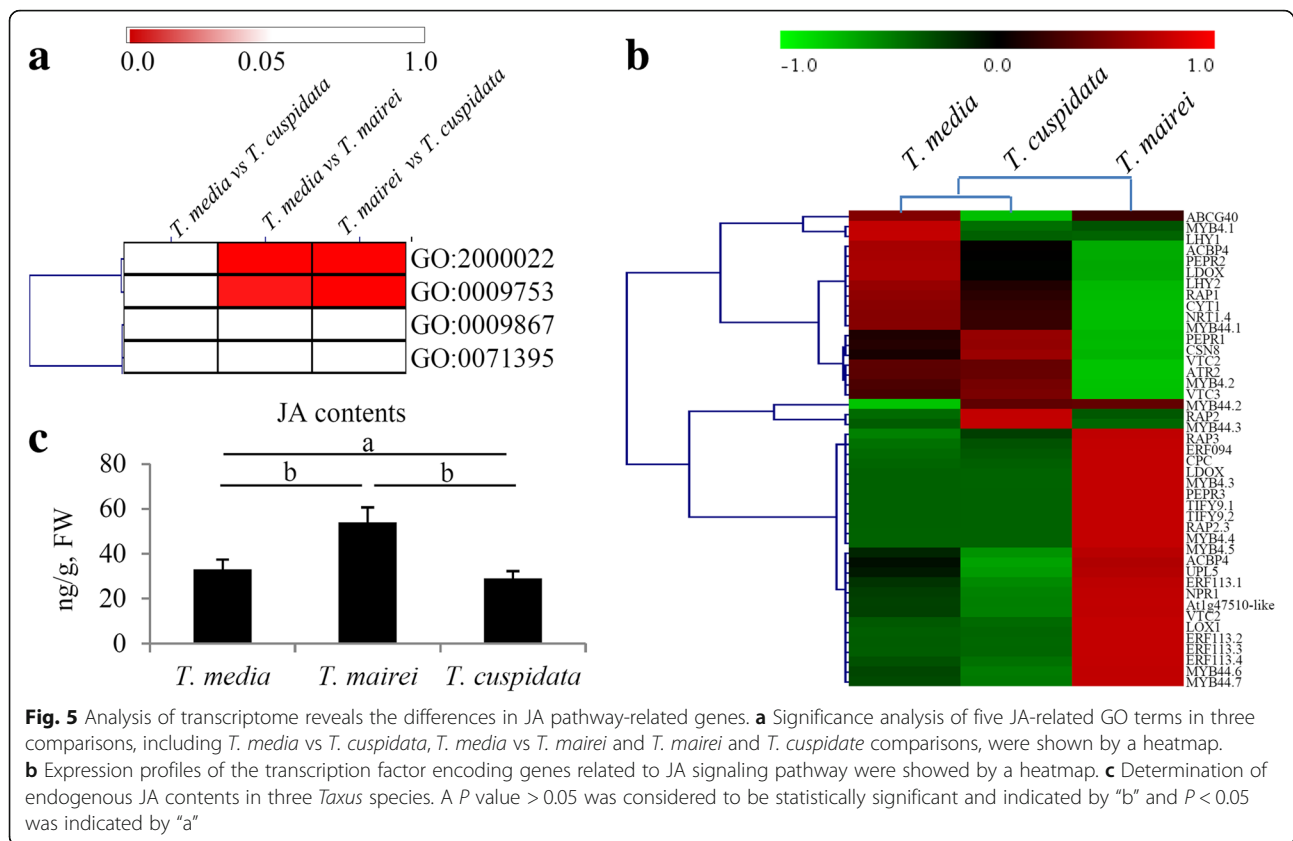 a
0.0 0.05 1.0
T. media vs T. cuspidata
T. media vs T. mairei
T. mairei vs T. cuspidata
GO:2000022
GO:0009753
GO:0009867
GO:0071395
b
-1.0 0.0 1.0
T. media
T. cuspidata
T. mairei
ABCG40
MYB4.1
LHY1
ACBP4
PEPR2
LDOX
LHY2
RAP1
CYT1
NRT1.4
MYB44.1
PEPR1
CSN8
VTC2
ATR2
MYB4.2
VTC3
MYB44.2
RAP2
MYB44.3
RAP3
ERF094
CPC
LDOX
MYB4.3
PEPR3
TIFY9.1
TIFY9.2
RAP2.3
MYB4.4
MYB4.5
ACBP4
UPL5
ERF113.1
NPR1
At1g47510-like
VTC2
LOX1
ERF113.2
ERF113.3
ERF113.4
MYB44.6
MYB44.7
c
JA contents
a
b b
80
60
40
20
0
ng/g, FW
T. media T. mairei T. cuspidata
Fig. 5 Analysis of transcriptome reveals the differences in JA pathway-related genes. a Significance analysis of five JA-related GO terms in three
comparisons, including T. media vs T. cuspidata, T. media vs T. mairei and T. mairei and T. cuspidate comparisons, were shown by a heatmap.
b Expression profiles of the transcription factor encoding genes related to JA signaling pathway were showed by a heatmap. c Determination of
endogenous JA contents in three Taxus species. A P value > 0.05 was considered to be statistically significant and indicated by “b” and P < 0.05
was indicated by “a”